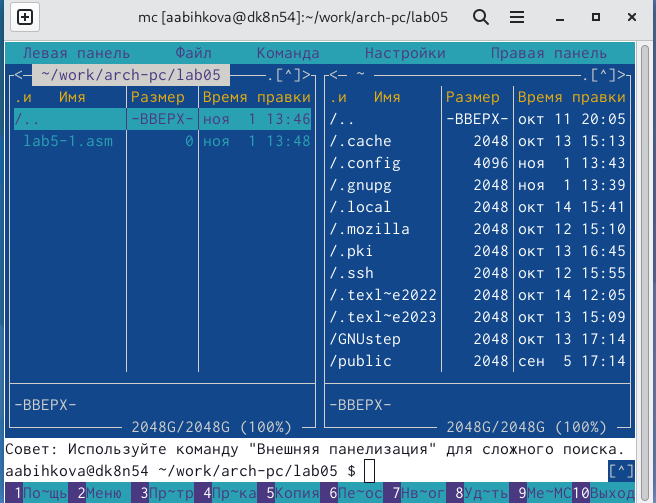 mc [aabihkova@dk8n54]:~/work/arch-pc/lab05
Левая панель Файл Команда Настройки Правая панель
<─ ~/work/arch-pc/lab05 .[^]> <─ ~ .[^]>
.и Имя Размер Время правки .и Имя Размер Время правки
/.. -ВВЕРХ- ноя 1 13:46 /.. -ВВЕРХ- окт 11 20:05
lab5-1.asm 0 ноя 1 13:48 /.cache 2048 окт 13 15:13
/.config 4096 ноя 1 13:43
/.gnupg 2048 ноя 1 13:39
/.local 2048 окт 14 15:41
/.mozilla 2048 окт 12 15:10
/.pki 2048 окт 13 16:45
/.ssh 2048 окт 12 15:55
/.texl~e2022 2048 окт 14 12:05
/.texl~e2023 2048 окт 13 15:09
/GNUstep 2048 окт 13 17:14
/public 2048 сен 5 17:14
-ВВЕРХ- -ВВЕРХ-
2048G/2048G (100%) 2048G/2048G (100%)
Совет: Используйте команду "Внешняя панелизация" для сложного поиска.
aabihkova@dk8n54 ~/work/arch-pc/lab05 $ [^]
1По~щь 2Меню 3Пр~тр 4Пр~ка 5Копия 6Пе~ос 7Нв~ог 8Уд~ть 9Ме~МС 10Выход